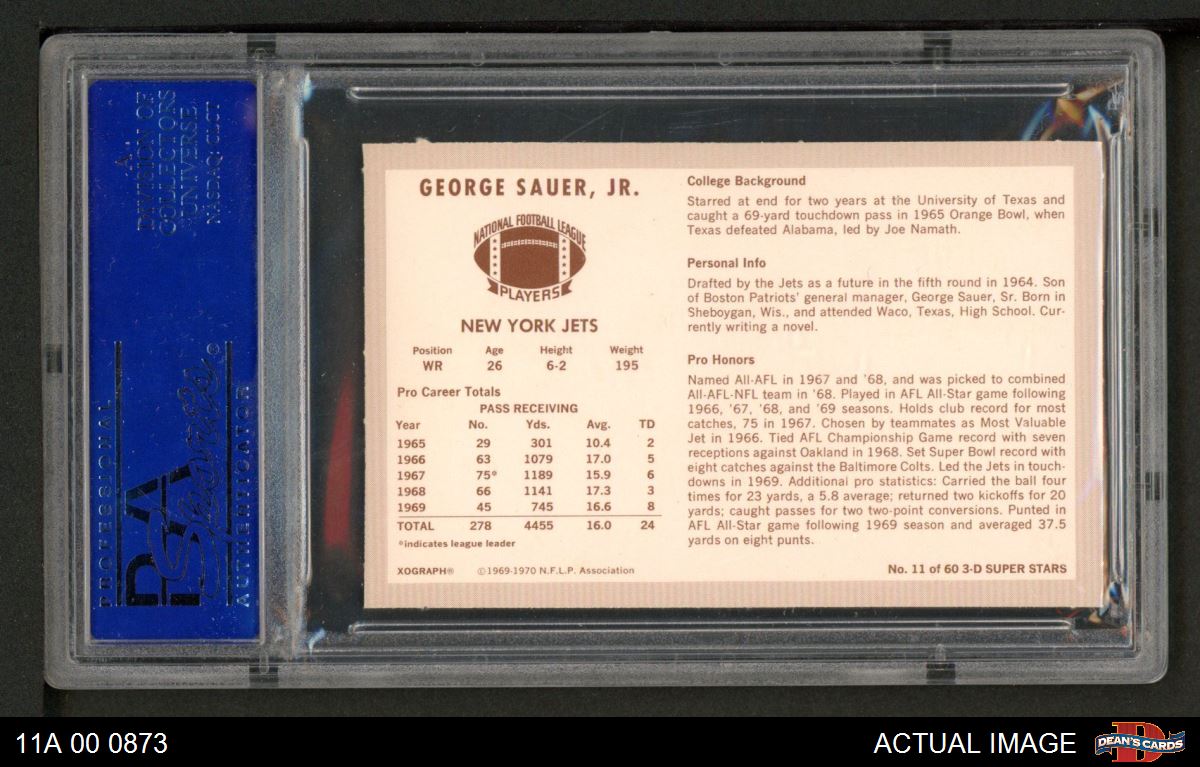 A
DIVISION OF
COLLECTORS
UNIVERSE
NASDAQ: CLCT
PROFESSIONAL
PSA
Sports
AUTHENTICATOR
GEORGE SAUER, JR.
NATIONAL FOOTBALL LEAGUE
PLAYERS
NEW YORK JETS
Position Age Height Weight
WR 26 6-2 195
Pro Career Totals
PASS RECEIVING
Year No. Yds. Avg. TD
1965 29 301 10.4 2
1966 63 1079 17.0 5
1967 75* 1189 15.9 6
1968 66 1141 17.3 3
1969 45 745 16.6 8
TOTAL 278 4455 16.0 24
*indicates league leader
XOGRAPH® ©1969-1970 N.F.L.P. Association
College Background
Starred at end for two years at the University of Texas and
caught a 69-yard touchdown pass in 1965 Orange Bowl, when
Texas defeated Alabama, led by Joe Namath.
Personal Info
Drafted by the Jets as a future in the fifth round in 1964. Son
of Boston Patriots' general manager, George Sauer, Sr. Born in
Sheboygan, Wis., and attended Waco, Texas, High School. Cur-
rently writing a novel.
Pro Honors
Named All-AFL in 1967 and '68, and was picked to combined
All-AFL-NFL team in '68. Played in AFL All-Star game following
1966, '67, '68, and '69 seasons. Holds club record for most
catches, 75 in 1967. Chosen by teammates as Most Valuable
Jet in 1966. Tied AFL Championship Game record with seven
receptions against Oakland in 1968. Set Super Bowl record with
eight catches against the Baltimore Colts. Led the Jets in touch-
downs in 1969. Additional pro statistics: Carried the ball four
times for 23 yards, a 5.8 average; returned two kickoffs for 20
yards; caught passes for two two-point conversions. Punted in
AFL All-Star game following 1969 season and averaged 37.5
yards on eight punts.
No. 11 of 60 3-D SUPER STARS
11A 00 0873
ACTUAL IMAGE
D
DEAN'S CARDS